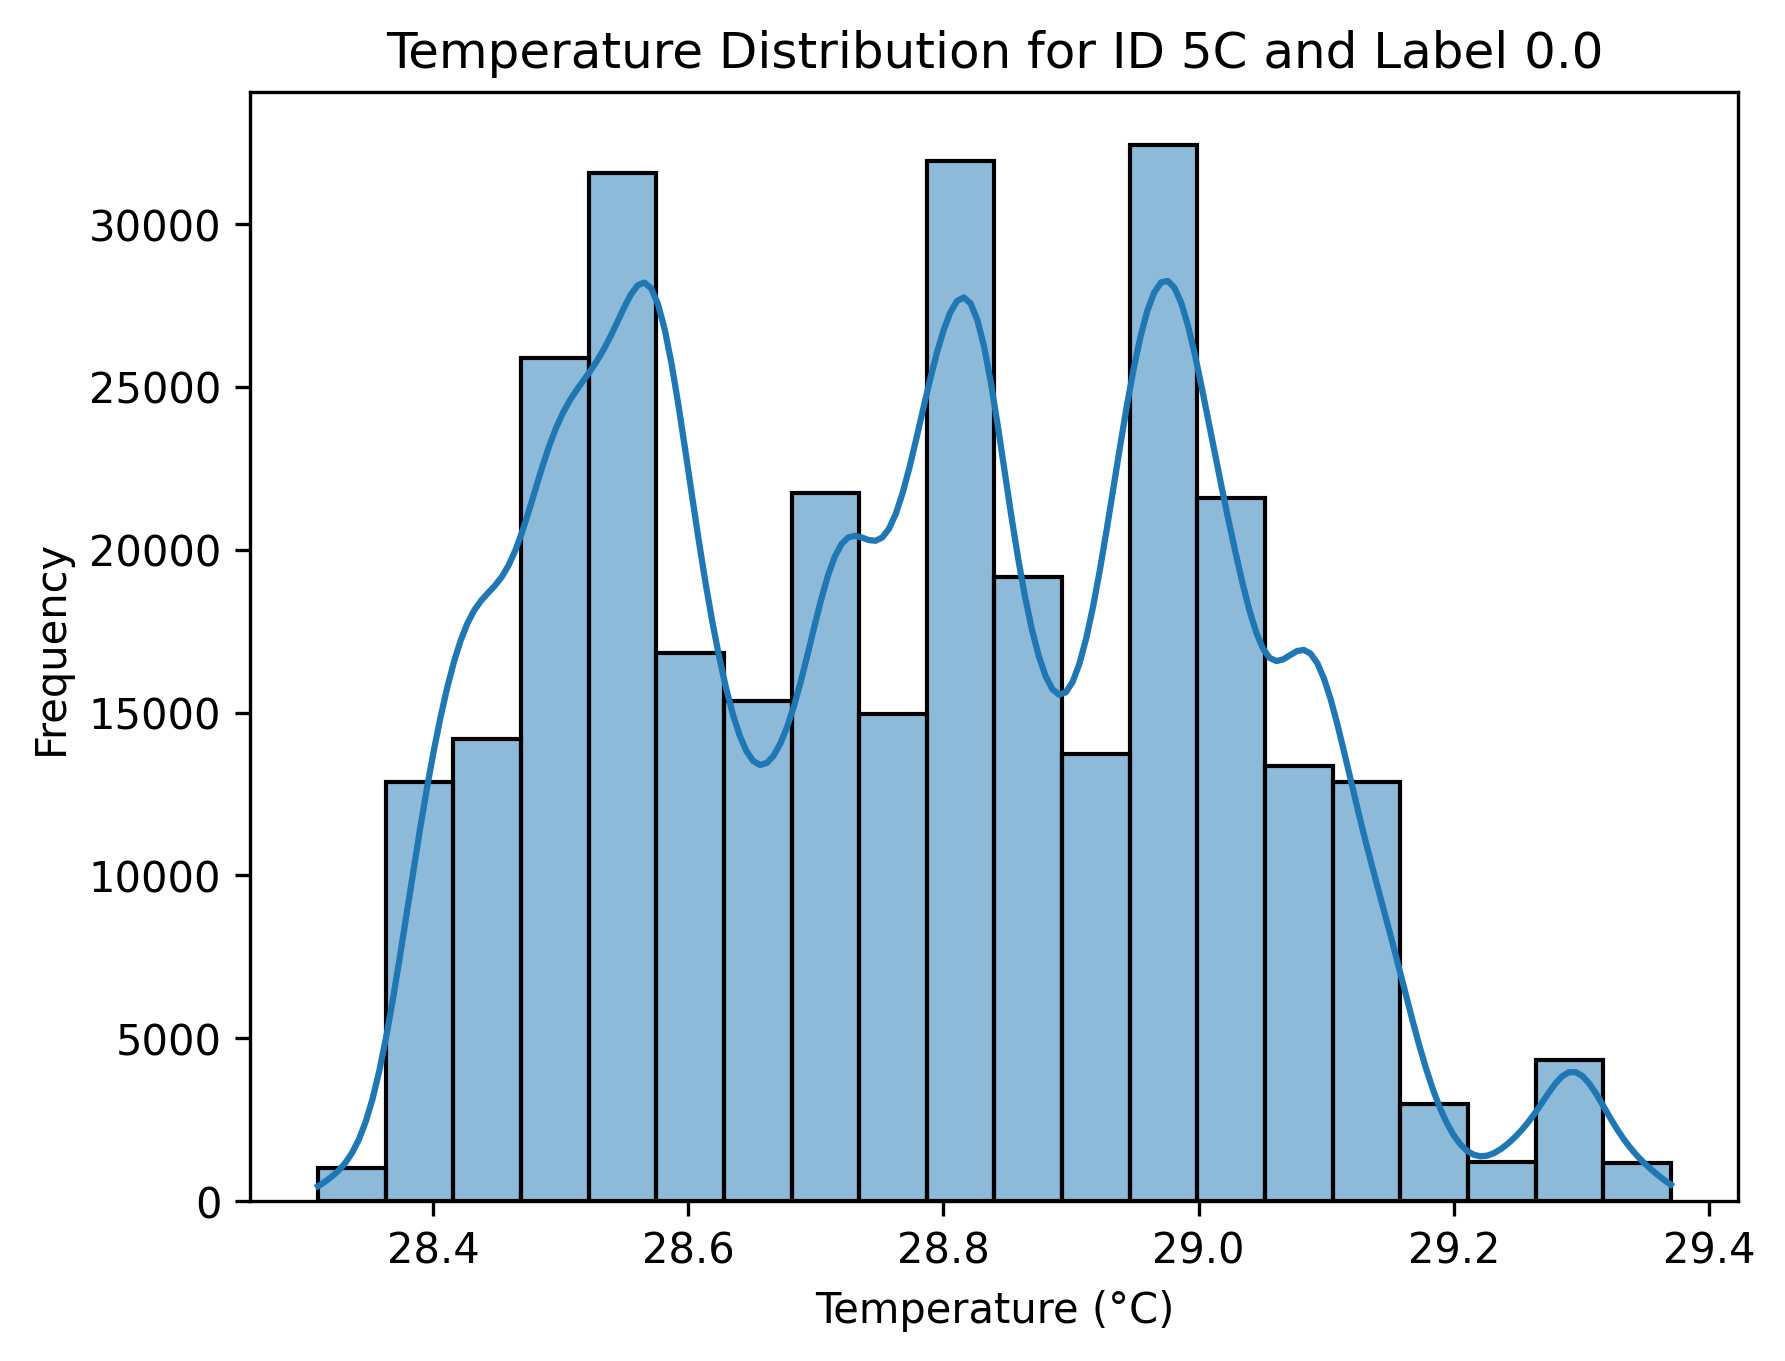 Temperature Distribution for ID 5C and Label 0.0
Frequency
30000
25000
20000
15000
10000
5000
0
28.4 28.6 28.8 29.0 29.2 29.4
Temperature (°C)